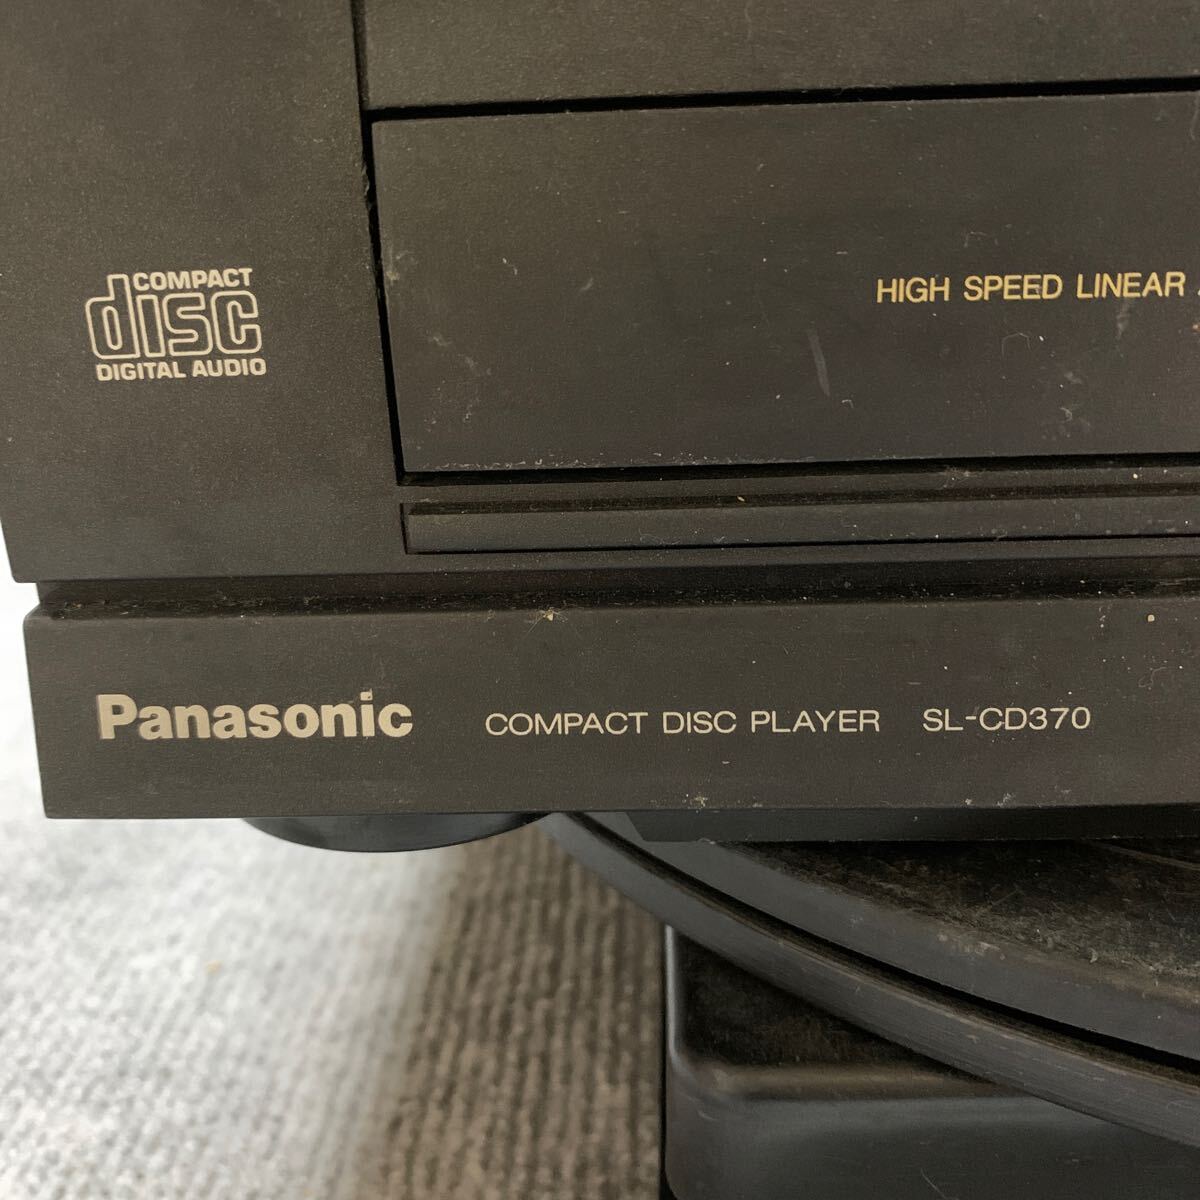 COMPACT
disc
DIGITAL AUDIO
HIGH SPEED LINEAR
Panasonic COMPACT DISC PLAYER SL-CD370